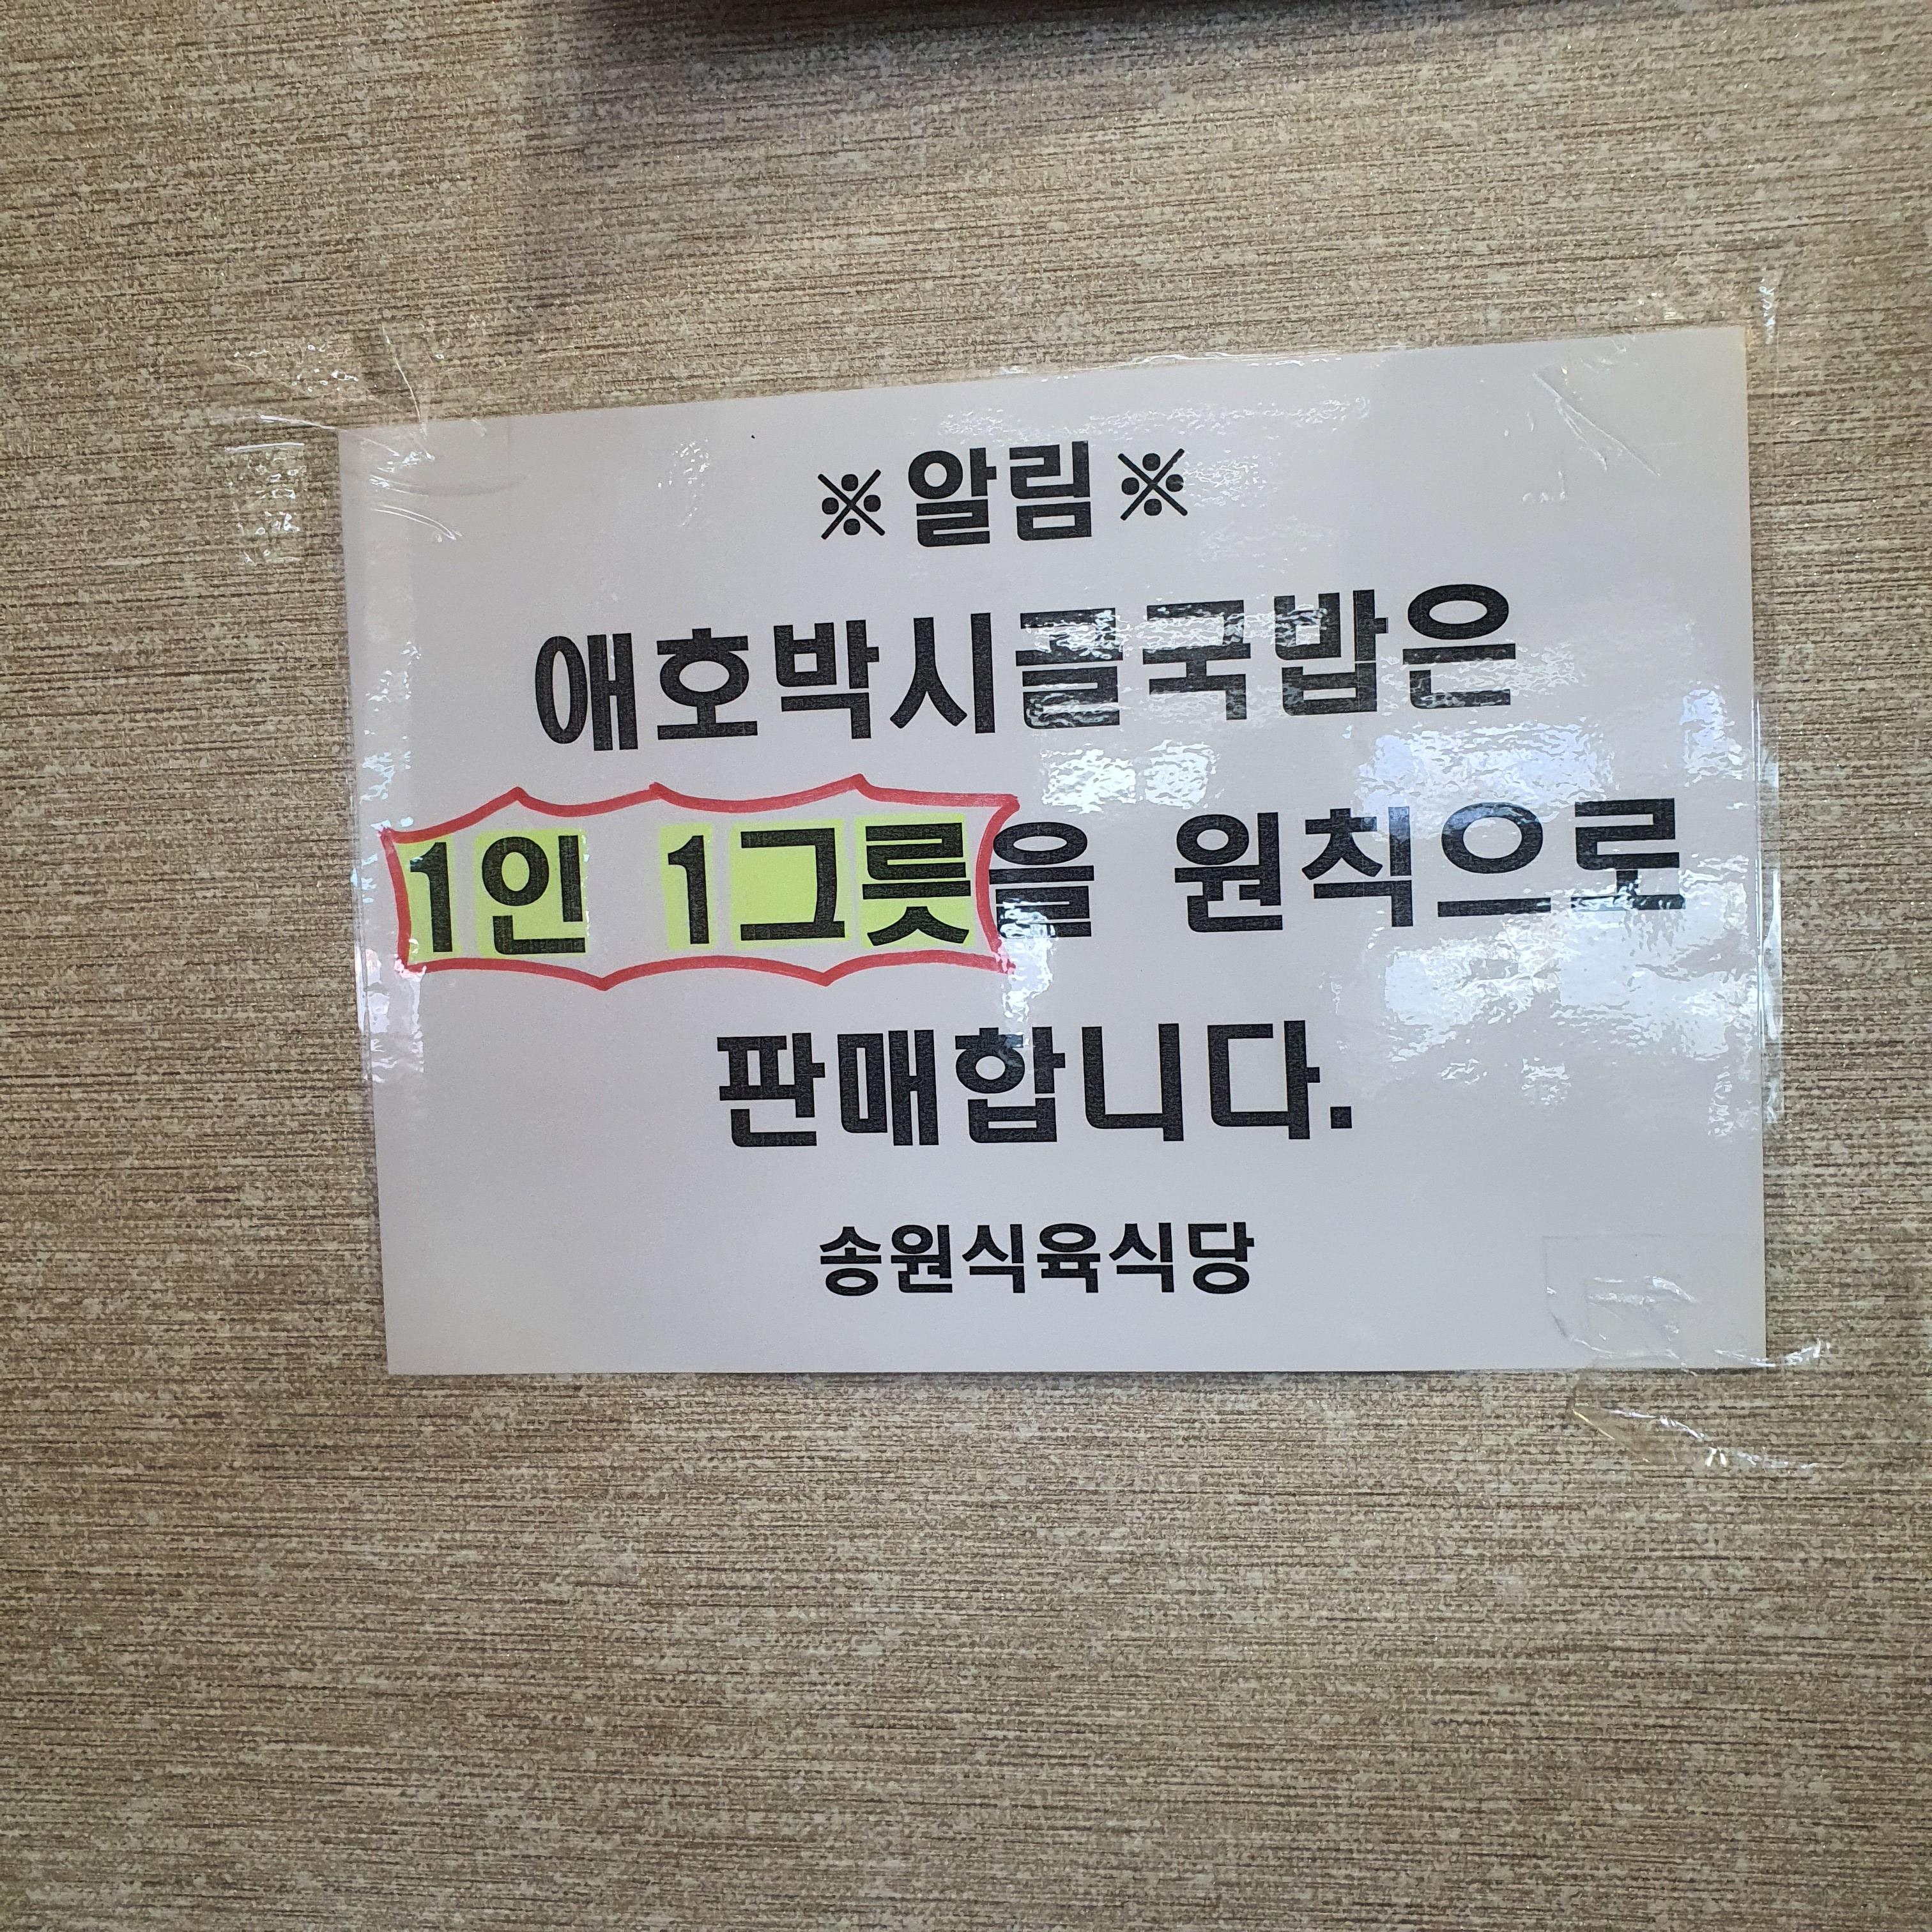 ※알림※
애호박시골국밥은
1인 1그릇을 원칙으로
판매합니다.
송원식육식당